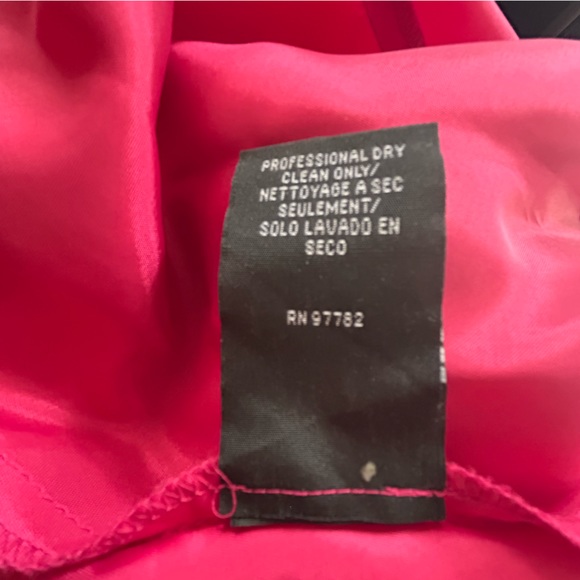 PROFESSIONAL DRY
CLEAN ONLY/
NETTOYAGE A SEC
SEULEMENT/
SOLO LAVADO EN
SECO
RN 97782